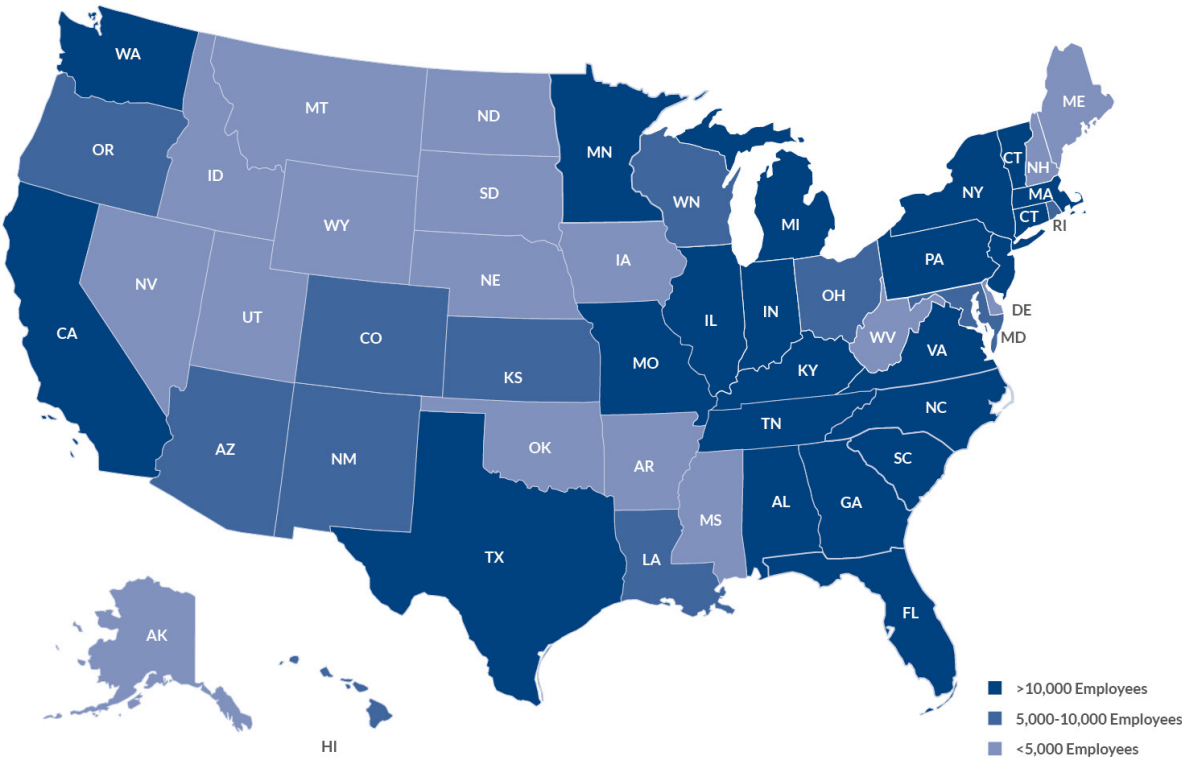 WA
MT
ND
MN
ME
OR
ID
SD
WN
MI
NY
CT
NH
MA
CT
RI
WY
IA
NE
PA
NV
UT
CO
IL
IN
OH
DE
MD
CA
KS
MO
WV
VA
KY
NC
TN
AZ
NM
OK
AR
SC
MS
AL
GA
TX
LA
FL
AK
HI
>10,000 Employees
5,000-10,000 Employees
<5,000 Employees